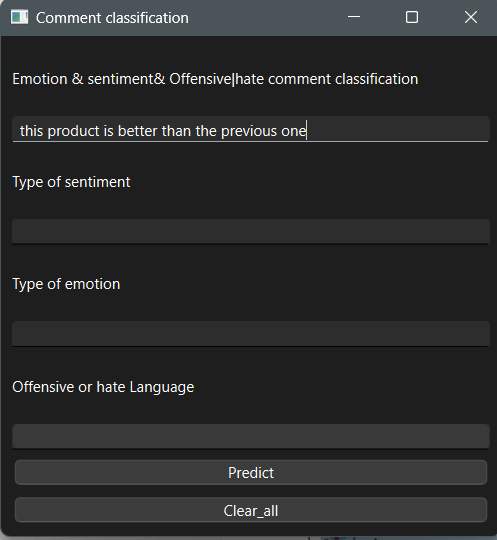 Comment classification
Emotion & sentiment& Offensive|hate comment classification
this product is better than the previous one
Type of sentiment
Type of emotion
Offensive or hate Language
Predict
Clear_all